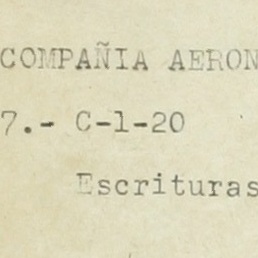 COMPAÑIA AERON
7.- C-1-20
Escrituras